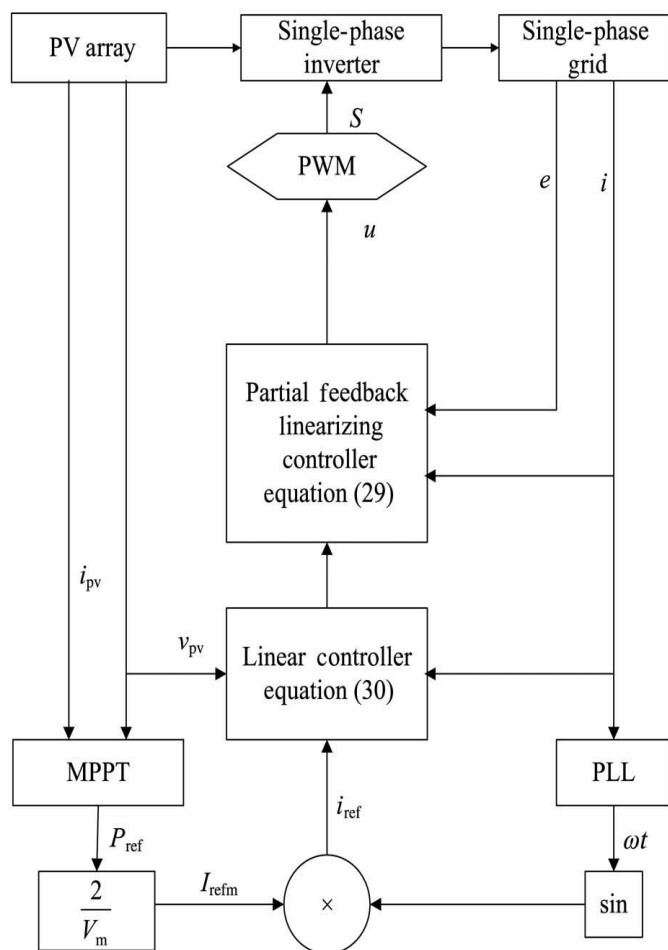 PV array
Single-phase
inverter
Single-phase
grid
S
PWM
e
i
u
Partial feedback
linearizing
controller
equation (29)
i_pv
v_pv
Linear controller
equation (30)
MPPT
PLL
P_ref
i_ref
ωt
2
V_m
I_refm
×
sin